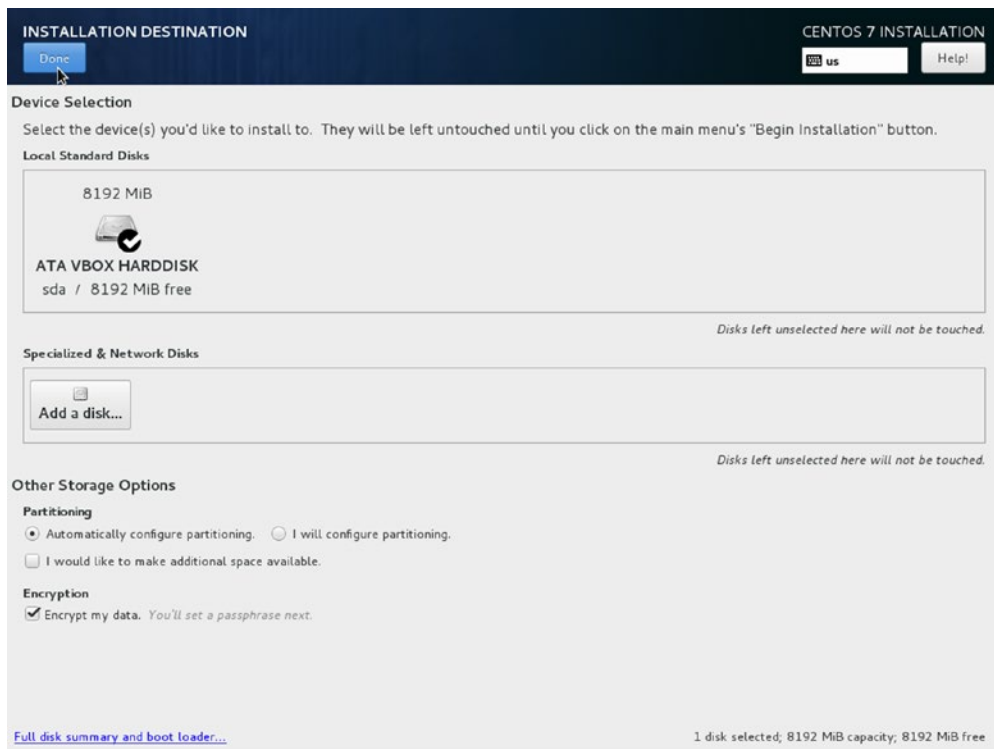 INSTALLATION DESTINATION
CENTOS 7 INSTALLATION
Done
us
Help!
Device Selection
Select the device(s) you'd like to install to. They will be left untouched until you click on the main menu's "Begin Installation" button.
Local Standard Disks
8192 MiB
ATA VBOX HARDDISK
sda / 8192 MiB free
Disks left unselected here will not be touched.
Specialized & Network Disks
Add a disk...
Disks left unselected here will not be touched.
Other Storage Options
Partitioning
Automatically configure partitioning. I will configure partitioning.
I would like to make additional space available.
Encryption
Encrypt my data. You'll set a passphrase next.
Full disk summary and boot loader...
1 disk selected; 8192 MiB capacity; 8192 MiB free